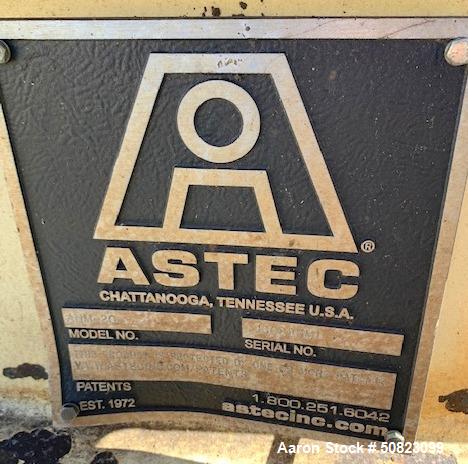 ASTEC
®
CHATTANOOGA, TENNESSEE U.S.A.
MODEL NO.
SERIAL NO.
PROTECTED
PATENTS
EST. 1972
1.800.251.6042
astecinc.com
Aaron Stock # 50823099